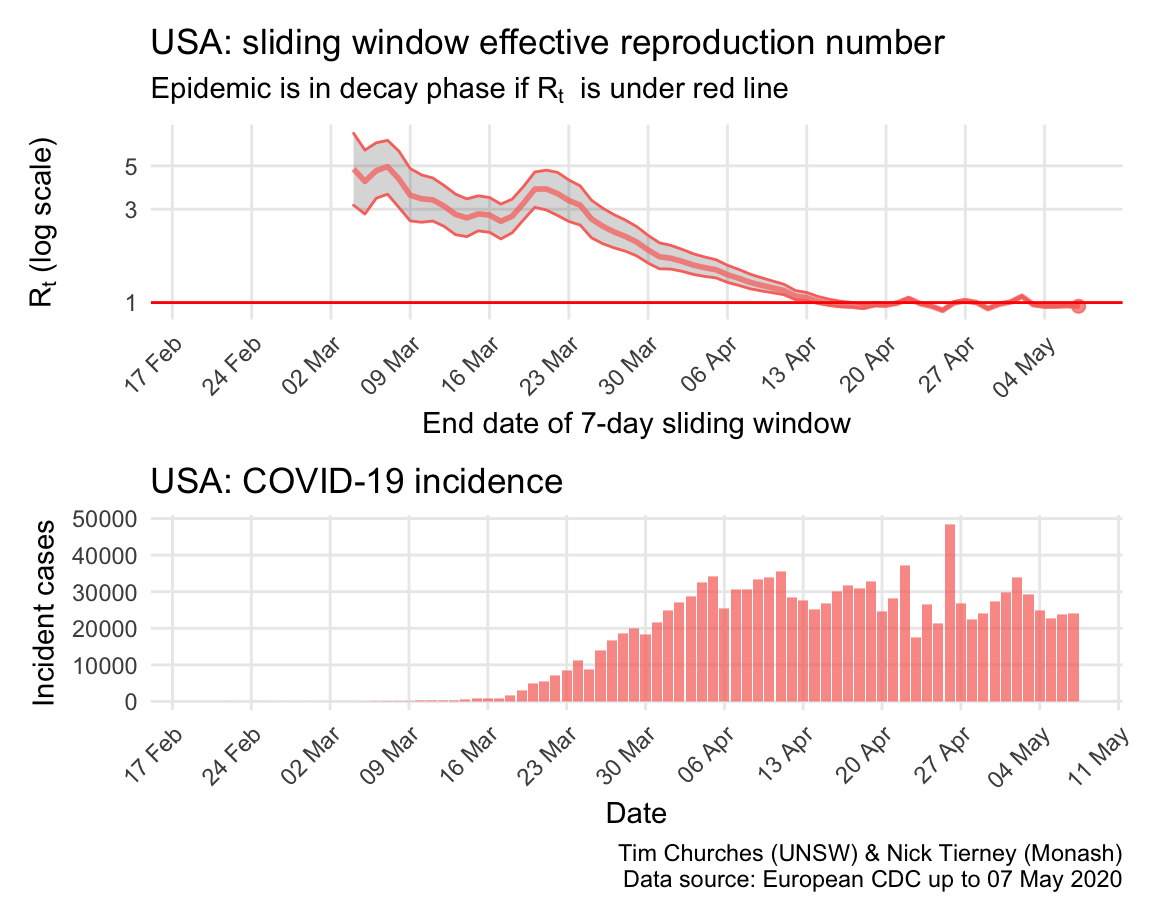 USA: sliding window effective reproduction number
Epidemic is in decay phase if Rt is under red line
Rt (log scale)
5
3
1
17 Feb
24 Feb
02 Mar
09 Mar
16 Mar
23 Mar
30 Mar
06 Apr
13 Apr
20 Apr
27 Apr
04 May
End date of 7-day sliding window
USA: COVID-19 incidence
Incident cases
50000
40000
30000
20000
10000
0
17 Feb
24 Feb
02 Mar
09 Mar
16 Mar
23 Mar
30 Mar
06 Apr
13 Apr
20 Apr
27 Apr
04 May
11 May
Date
Tim Churches (UNSW) & Nick Tierney (Monash)
Data source: European CDC up to 07 May 2020